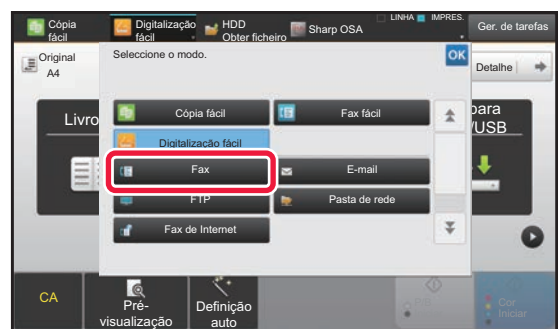 Cópia
fácil
Digitalização
fácil
HDD
Obter ficheiro
Sharp OSA
LINHA
IMPRES.
Ger. de tarefas
Original
A4
Seleccione o modo.
OK
Detalhe
Livro
para
/USB
Cópia fácil
Fax fácil
Digitalização fácil
Fax
E-mail
FTP
Pasta de rede
Fax de Internet
CA
Pré-
visualização
Definição
auto
Cor
Iniciar